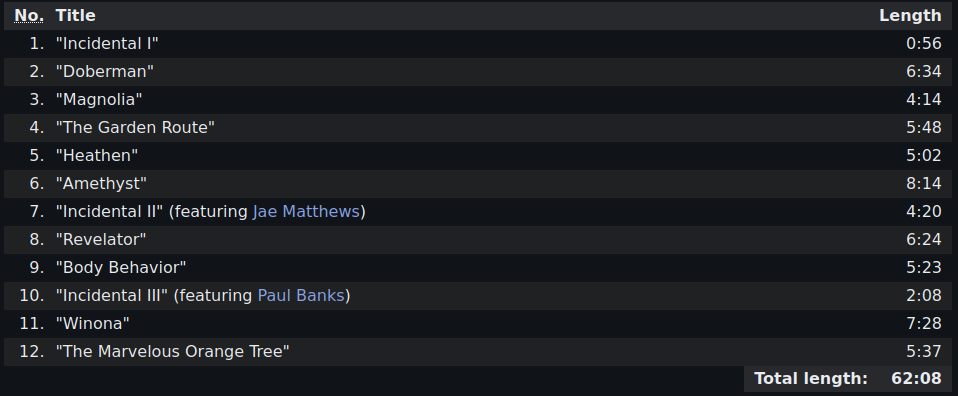 No. Title Length
1. "Incidental I" 0:56
2. "Doberman" 6:34
3. "Magnolia" 4:14
4. "The Garden Route" 5:48
5. "Heathen" 5:02
6. "Amethyst" 8:14
7. "Incidental II" (featuring Jae Matthews) 4:20
8. "Revelator" 6:24
9. "Body Behavior" 5:23
10. "Incidental III" (featuring Paul Banks) 2:08
11. "Winona" 7:28
12. "The Marvelous Orange Tree" 5:37
Total length: 62:08